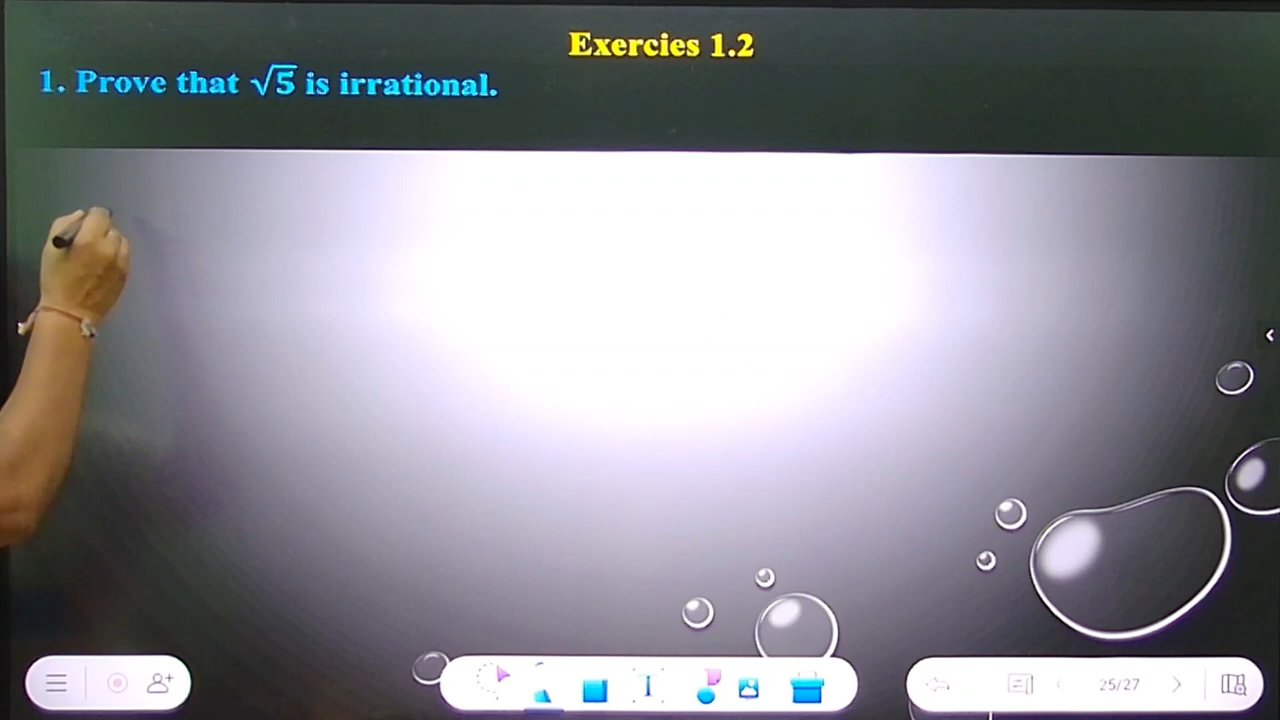 Exercies 1.2
1. Prove that √5 is irrational.
25/27